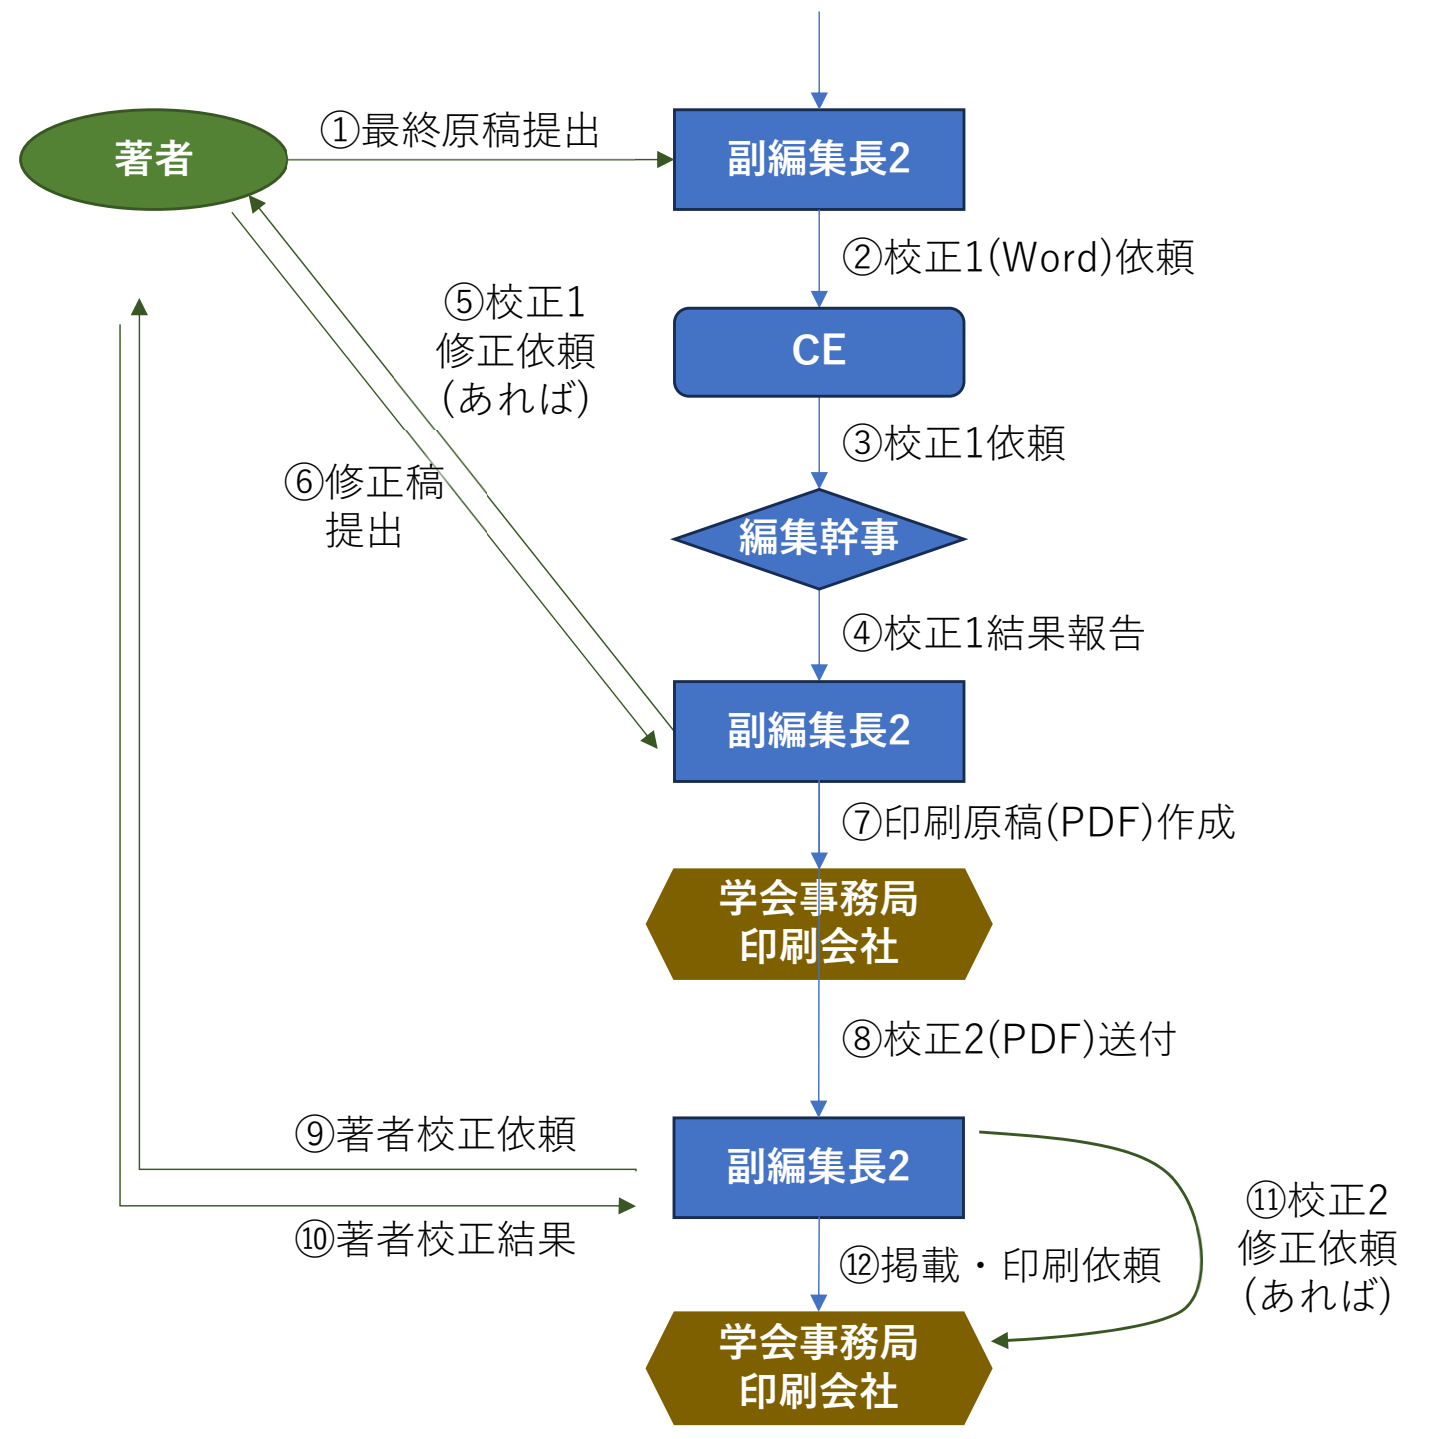 著者
①最終原稿提出
副編集長2
②校正1(Word)依頼
CE
⑤校正1
修正依頼
(あれば)
③校正1依頼
⑥修正稿
提出
編集幹事
④校正1結果報告
副編集長2
⑦印刷原稿(PDF)作成
学会事務局
印刷会社
⑧校正2(PDF)送付
⑨著者校正依頼
副編集長2
⑩著者校正結果
⑪校正2
修正依頼
(あれば)
⑫掲載・印刷依頼
学会事務局
印刷会社